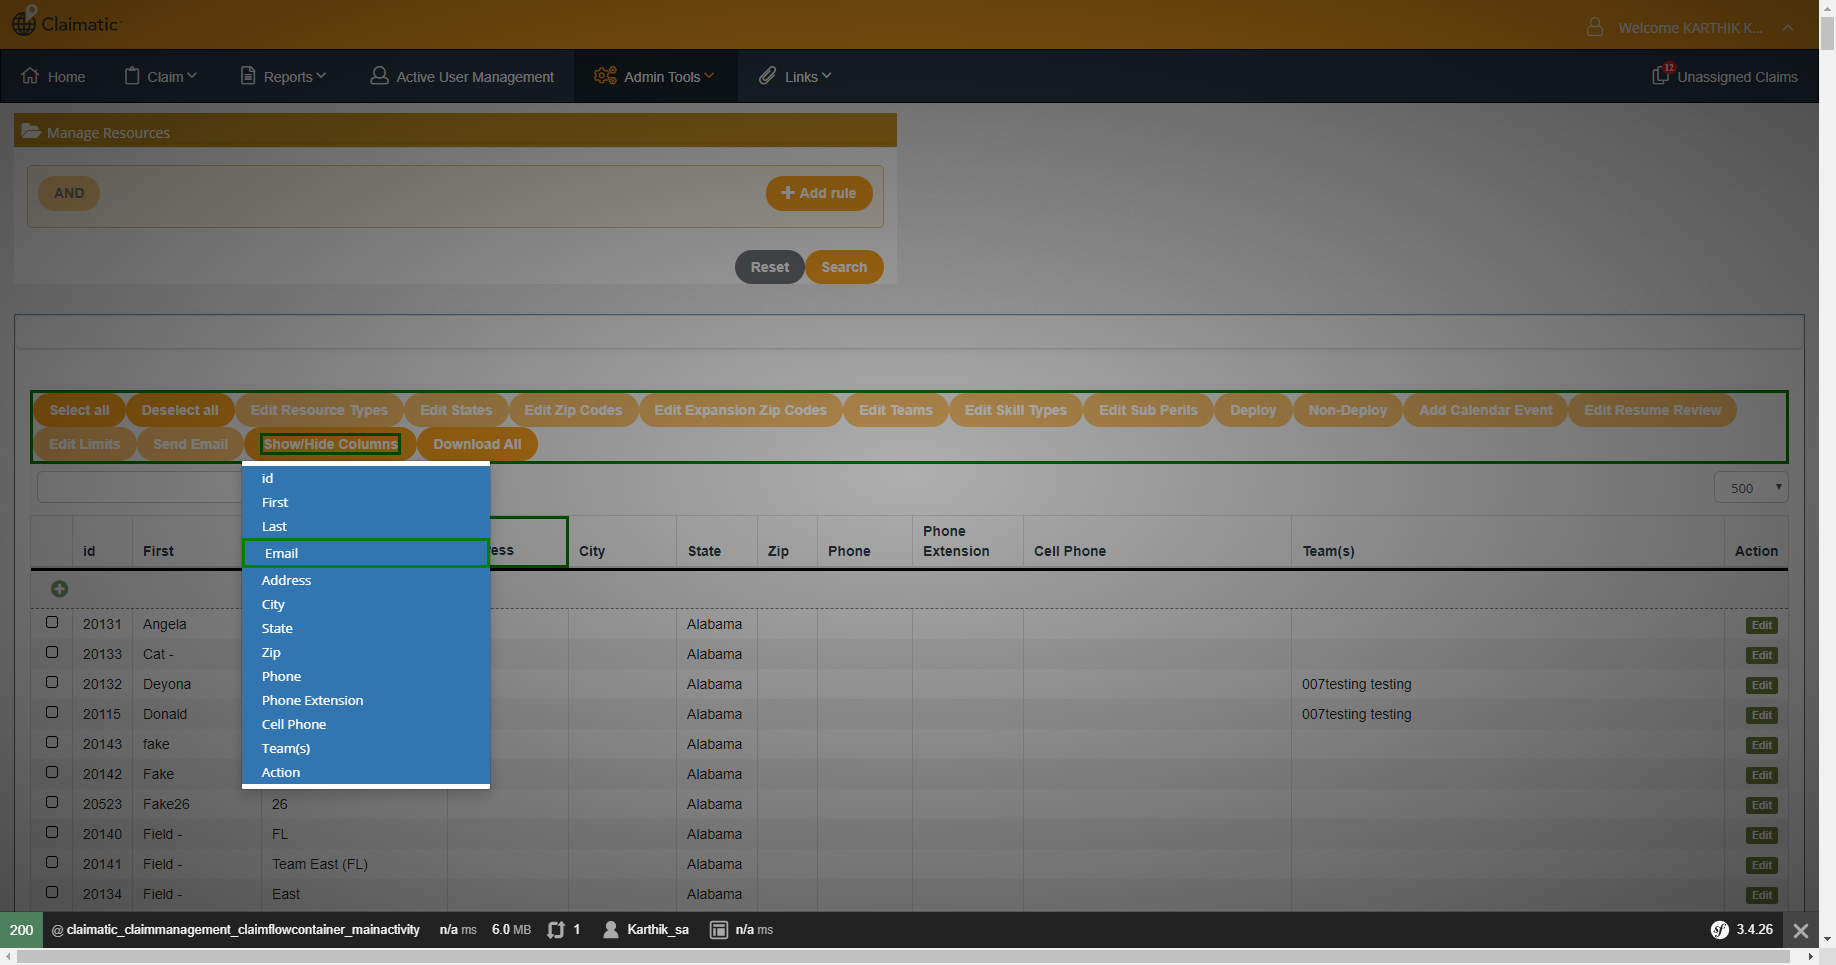 Claimatic
Welcome KARTHIK K...
Home
Claim
Reports
Active User Management
Admin Tools
Links
12
Unassigned Claims
Manage Resources
AND
Add rule
Reset
Search
Select all
Deselect all
Edit Resource Types
Edit States
Edit Zip Codes
Edit Expansion Zip Codes
Edit Teams
Edit Skill Types
Edit Sub Perils
Deploy
Non-Deploy
Add Calendar Event
Edit Resume Review
Edit Limits
Send Email
Show/Hide Columns
Download All
id
First
Last
Email
Address
City
State
Zip
Phone
Phone Extension
Cell Phone
Team(s)
Action
500
id First ess City State Zip Phone Phone Extension Cell Phone Team(s) Action
20131 Angela Alabama Edit
20133 Cat - Alabama Edit
20132 Deyona Alabama 007testing testing Edit
20115 Donald Alabama 007testing testing Edit
20143 fake Alabama Edit
20142 Fake Alabama Edit
20523 Fake26 26 Alabama Edit
20140 Field - FL Alabama Edit
20141 Field - Team East (FL) Alabama Edit
20134 Field - East Alabama Edit
200 @ claimatic_claimmanagement_claimflowcontainer_mainactivity n/a ms 6.0 MB 1 Karthik_sa n/a ms sf 3.4.26